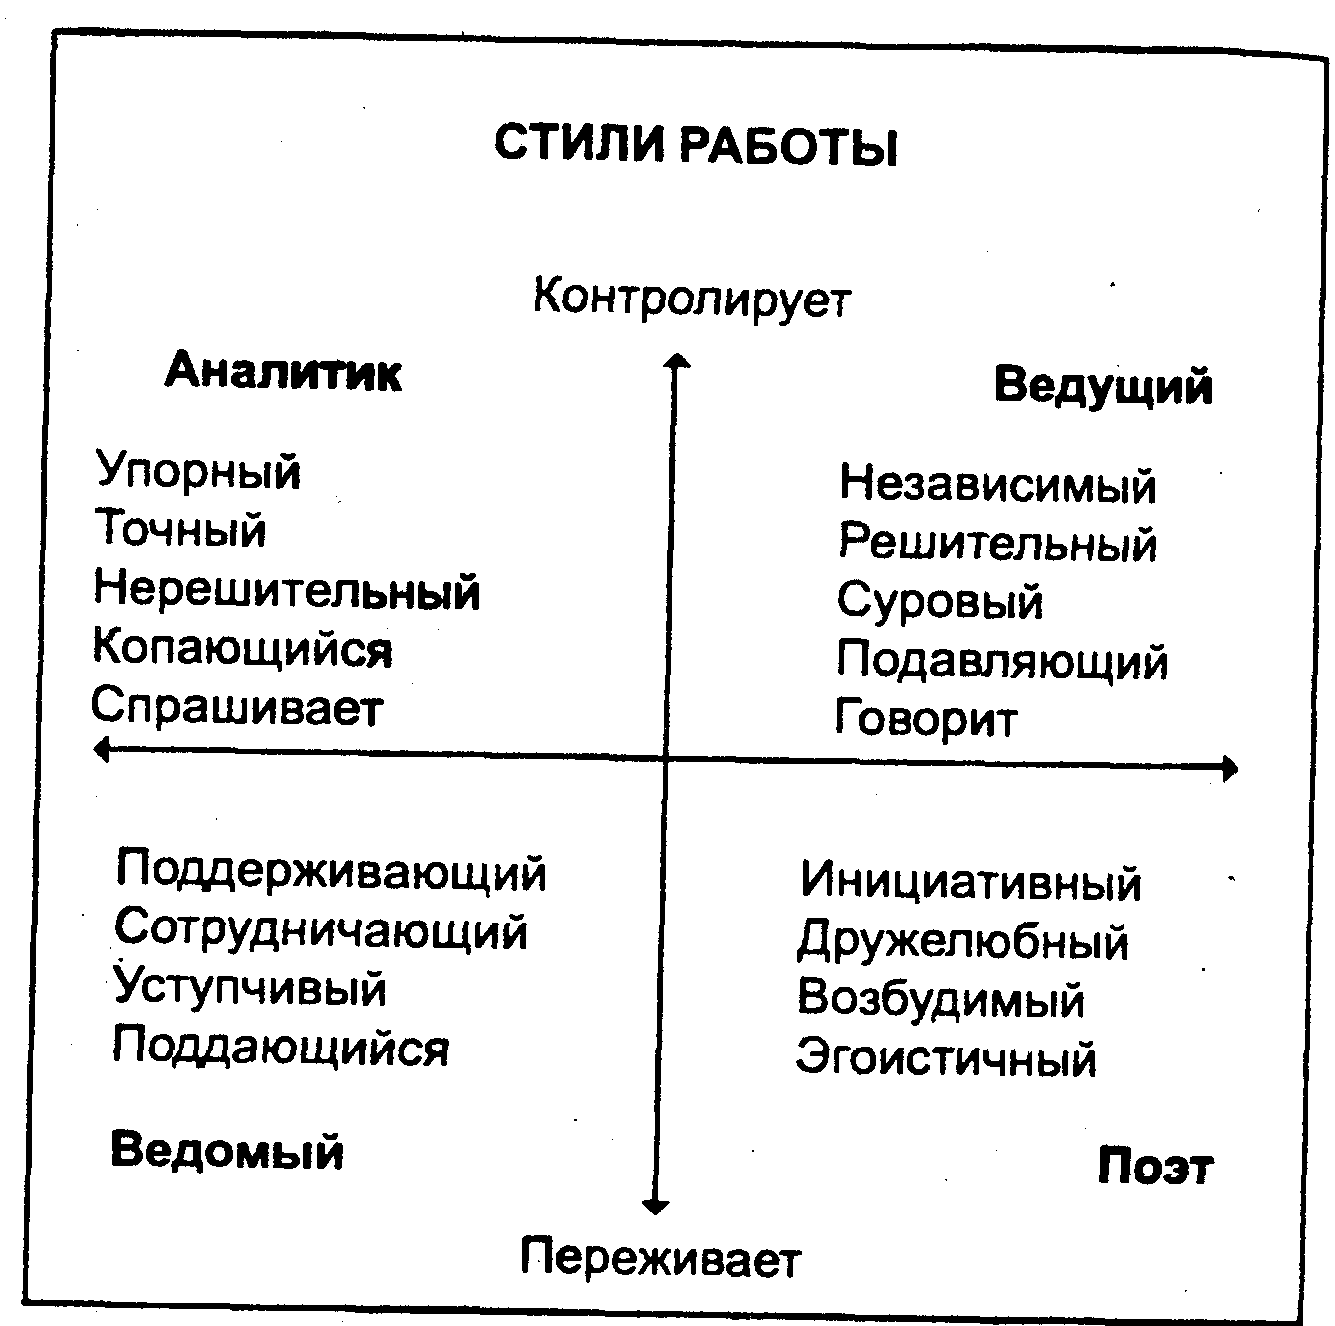 СТИЛИ РАБОТЫ
Контролирует
Аналитик
Ведущий
Упорный
Точный
Нерешительный
Копающийся
Спрашивает
Независимый
Решительный
Суровый
Подавляющий
Говорит
Поддерживающий
Сотрудничающий
Уступчивый
Поддающийся
Ведомый
Инициативный
Дружелюбный
Возбудимый
Эгоистичный
Поэт
Переживает